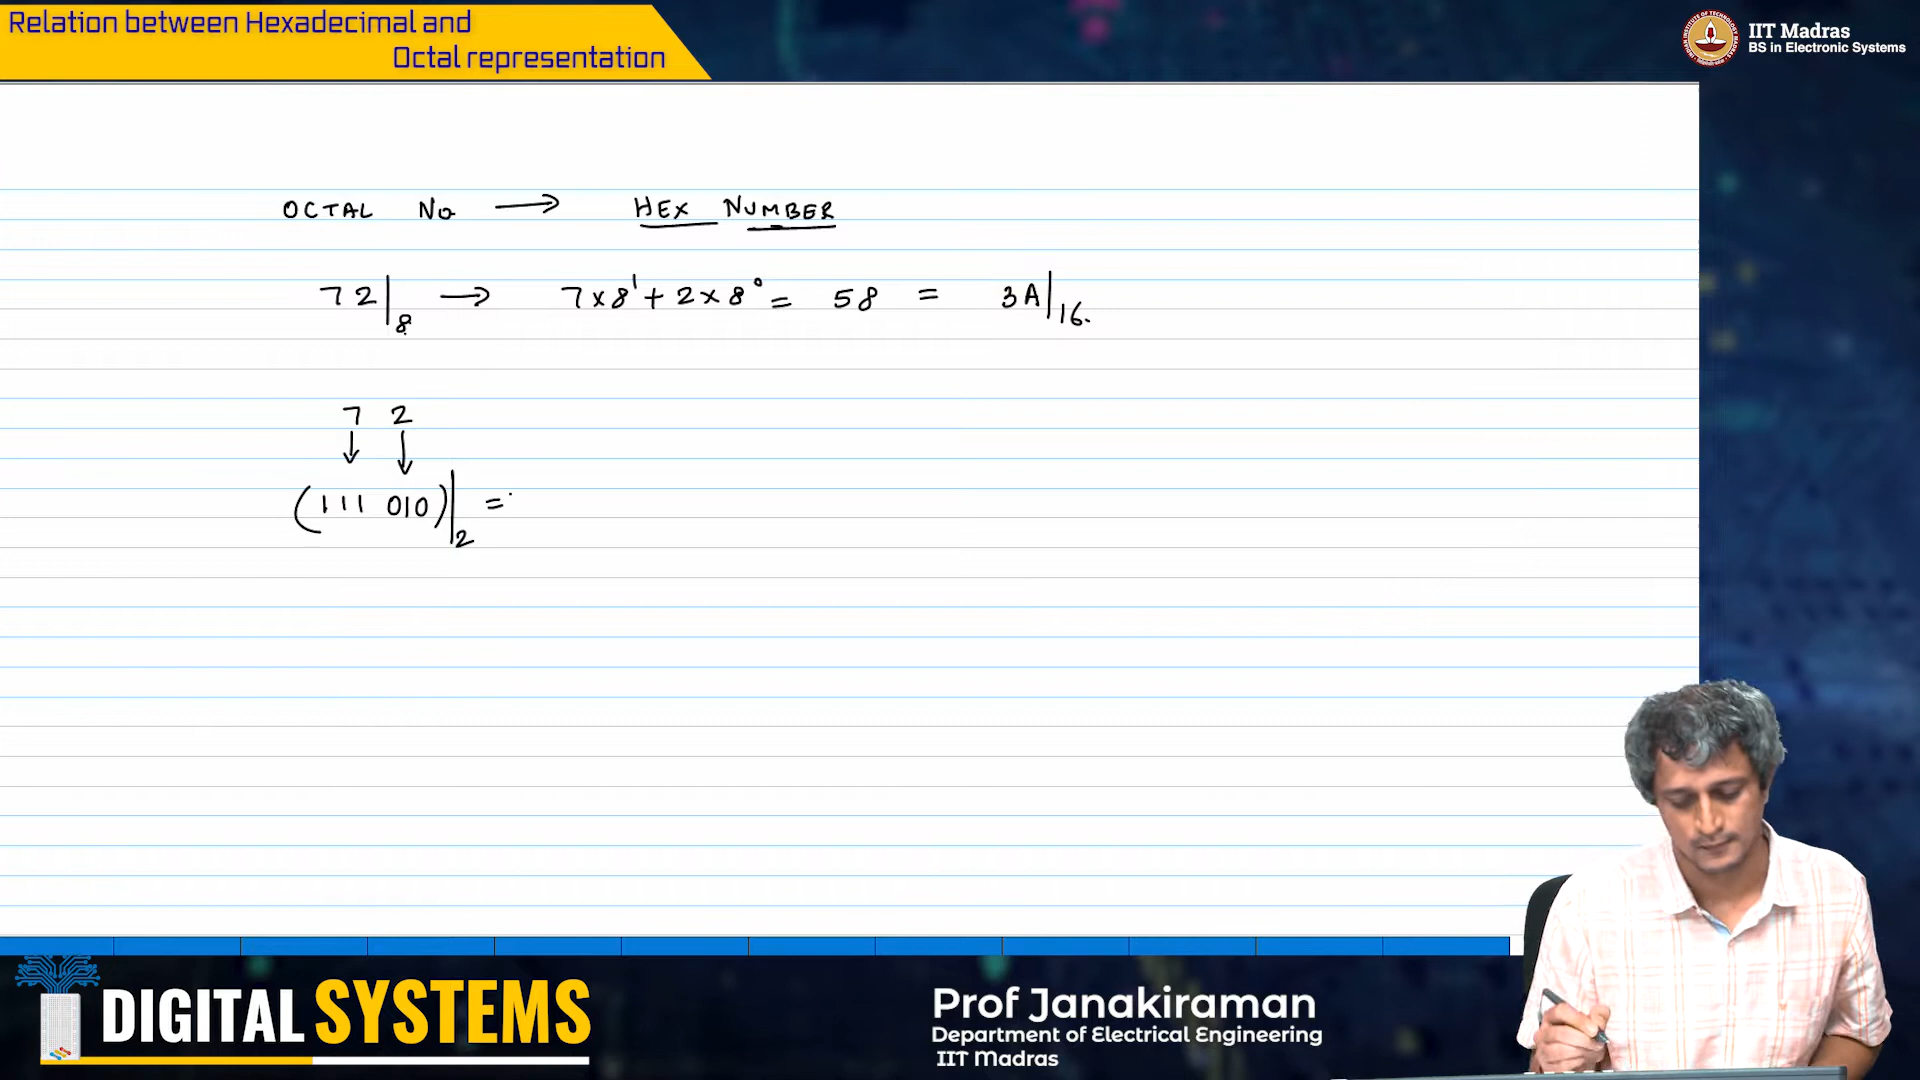 Relation between Hexadecimal and
Octal representation
IIT Madras
BS in Electronic Systems
OCTAL No → HEX NUMBER
72|₈ → 7×8¹ + 2×8⁰ = 58 = 3A|₁₆.
7 2
↓ ↓
(111 010)|₂ =
DIGITAL SYSTEMS
Prof Janakiraman
Department of Electrical Engineering
IIT Madras